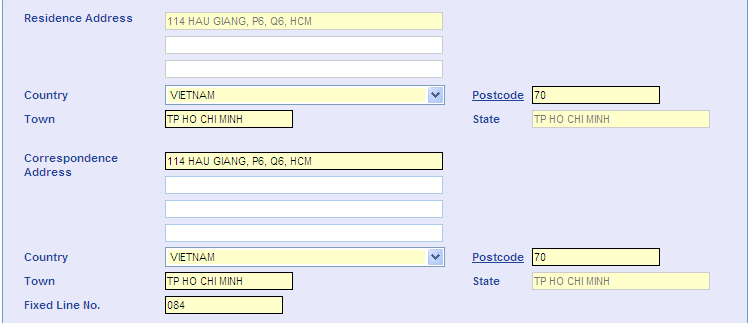 Residence Address 114 HAU GIANG, P6, Q6, HCM
Country VIETNAM Postcode 70
Town TP HO CHI MINH State TP HO CHI MINH
Correspondence 114 HAU GIANG, P6, Q6, HCM
Address
Country VIETNAM Postcode 70
Town TP HO CHI MINH State TP HO CHI MINH
Fixed Line No. 084